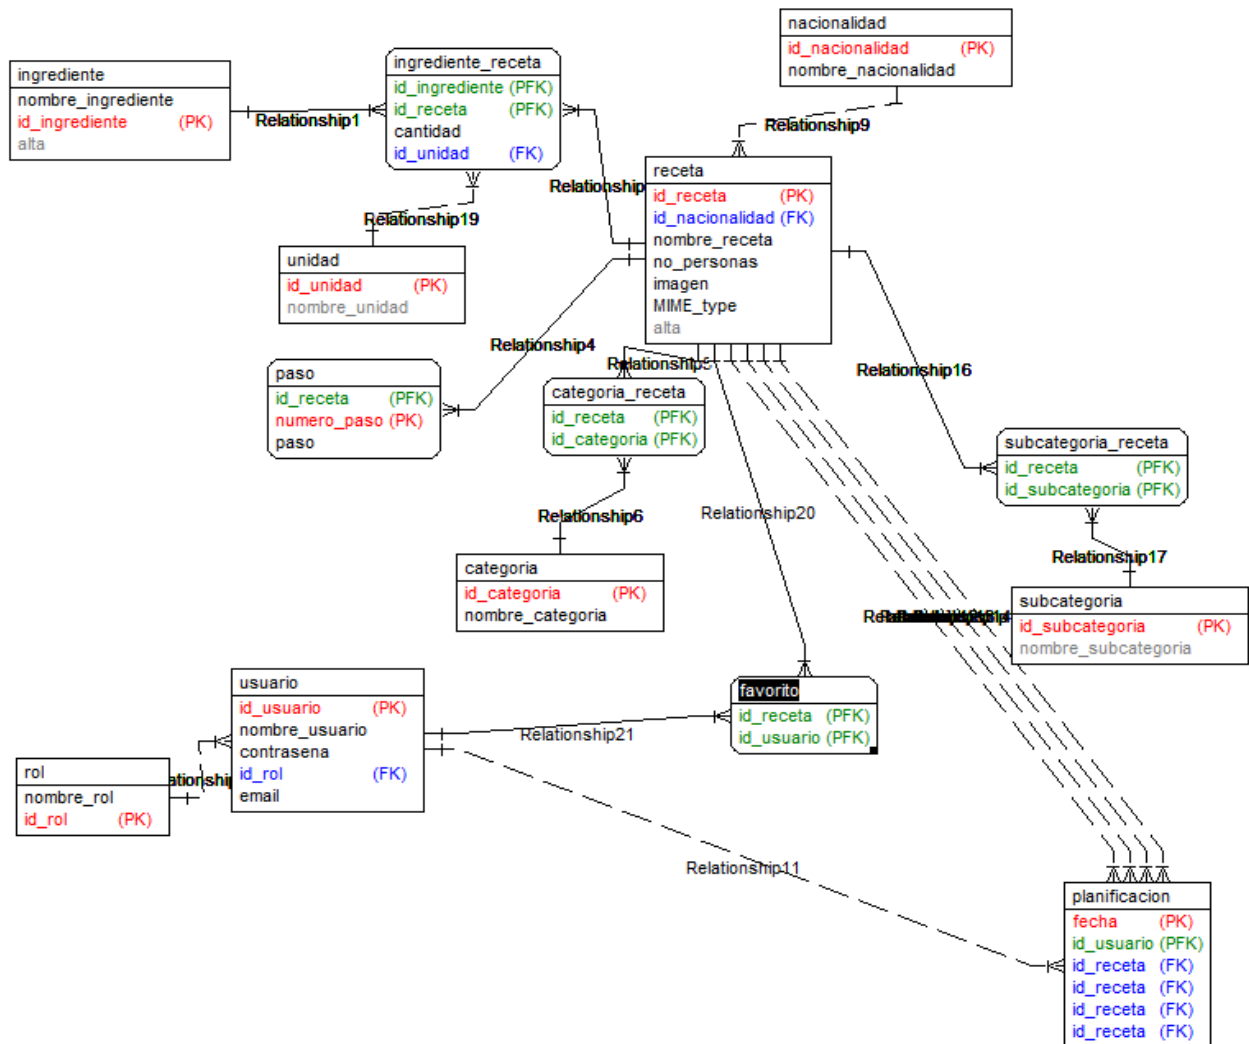 nacionalidad
id_nacionalidad (PK)
nombre_nacionalidad
ingrediente
nombre_ingrediente
id_ingrediente (PK)
alta
Relationship1
ingrediente_receta
id_ingrediente (PFK)
id_receta (PFK)
cantidad
id_unidad (FK)
Relationship9
Relationship
Relationship19
receta
id_receta (PK)
id_nacionalidad (FK)
nombre_receta
no_personas
imagen
MIME_type
alta
unidad
id_unidad (PK)
nombre_unidad
Relationship4
Relationship16
paso
id_receta (PFK)
numero_paso (PK)
paso
categoria_receta
id_receta (PFK)
id_categoria (PFK)
subcategoria_receta
id_receta (PFK)
id_subcategoria (PFK)
Relationship6
Relationship20
Relationship17
categoria
id_categoria (PK)
nombre_categoria
subcategoria
id_subcategoria (PK)
nombre_subcategoria
usuario
id_usuario (PK)
nombre_usuario
contrasena
id_rol (FK)
email
favorito
id_receta (PFK)
id_usuario (PFK)
Relationship21
rol
nombre_rol
id_rol (PK)
Relationship11
planificacion
fecha (PK)
id_usuario (PFK)
id_receta (FK)
id_receta (FK)
id_receta (FK)
id_receta (FK)